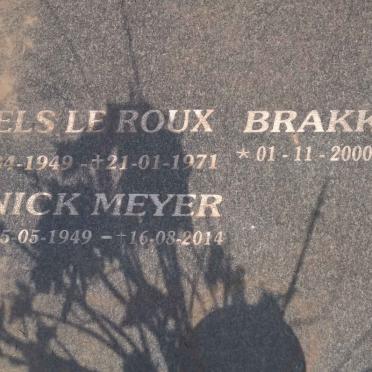 ELS LE ROUX BRAKK
4-1949 - +21-01-1971 * 01 - 11 - 2000
NICK MEYER
5-05-1949 - +16-08-2014